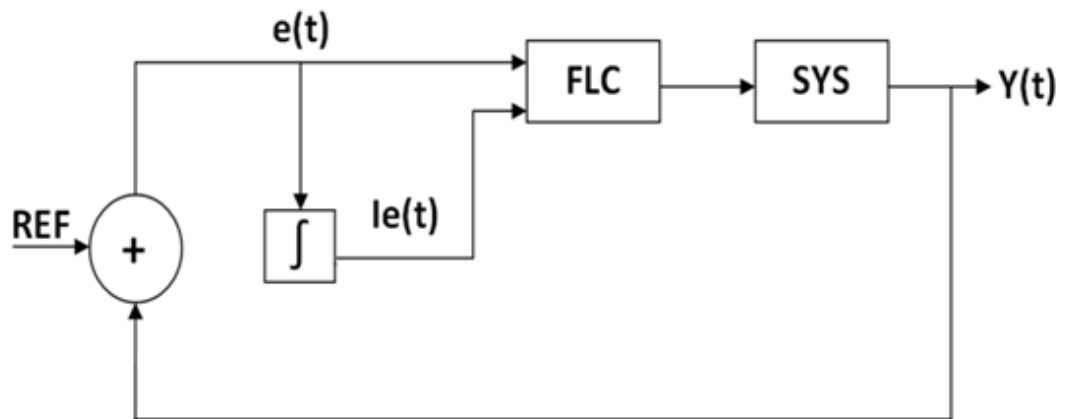 e(t)
FLC
SYS
Y(t)
REF
+
∫
Ie(t)